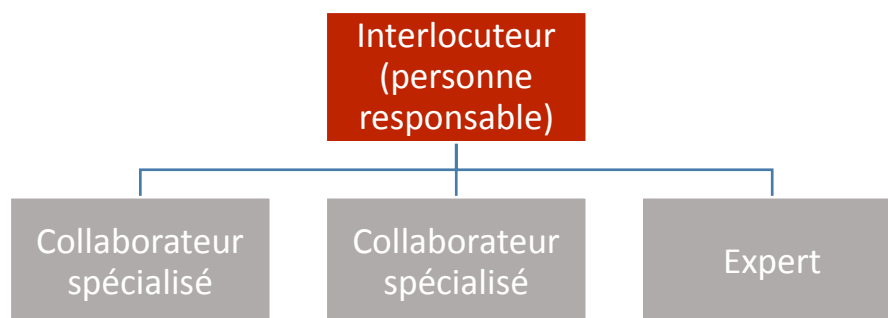 Interlocuteur
(personne
responsable)
Collaborateur
spécialisé
Collaborateur
spécialisé
Expert